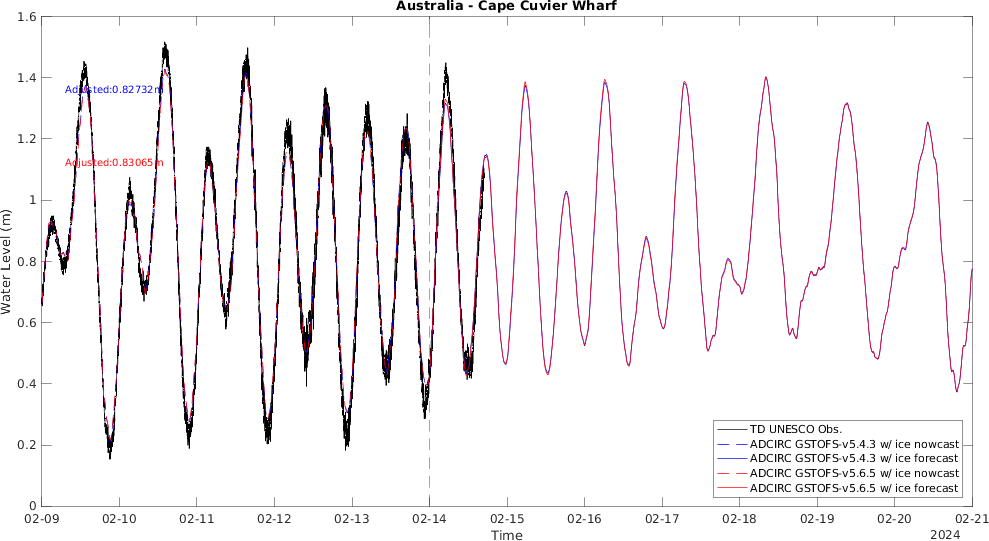 Australia - Cape Cuvier Wharf
1.6
1.4
Adjusted:0.82732m
1.2
Adjusted:0.83065m
1
0.8
0.6
0.4
0.2
0
Water Level (m)
TD UNESCO Obs.
ADCIRC GSTOFS-v5.4.3 w/ ice nowcast
ADCIRC GSTOFS-v5.4.3 w/ ice forecast
ADCIRC GSTOFS-v5.6.5 w/ ice nowcast
ADCIRC GSTOFS-v5.6.5 w/ ice forecast
02-09 02-10 02-11 02-12 02-13 02-14 02-15 02-16 02-17 02-18 02-19 02-20 02-21
Time
2024